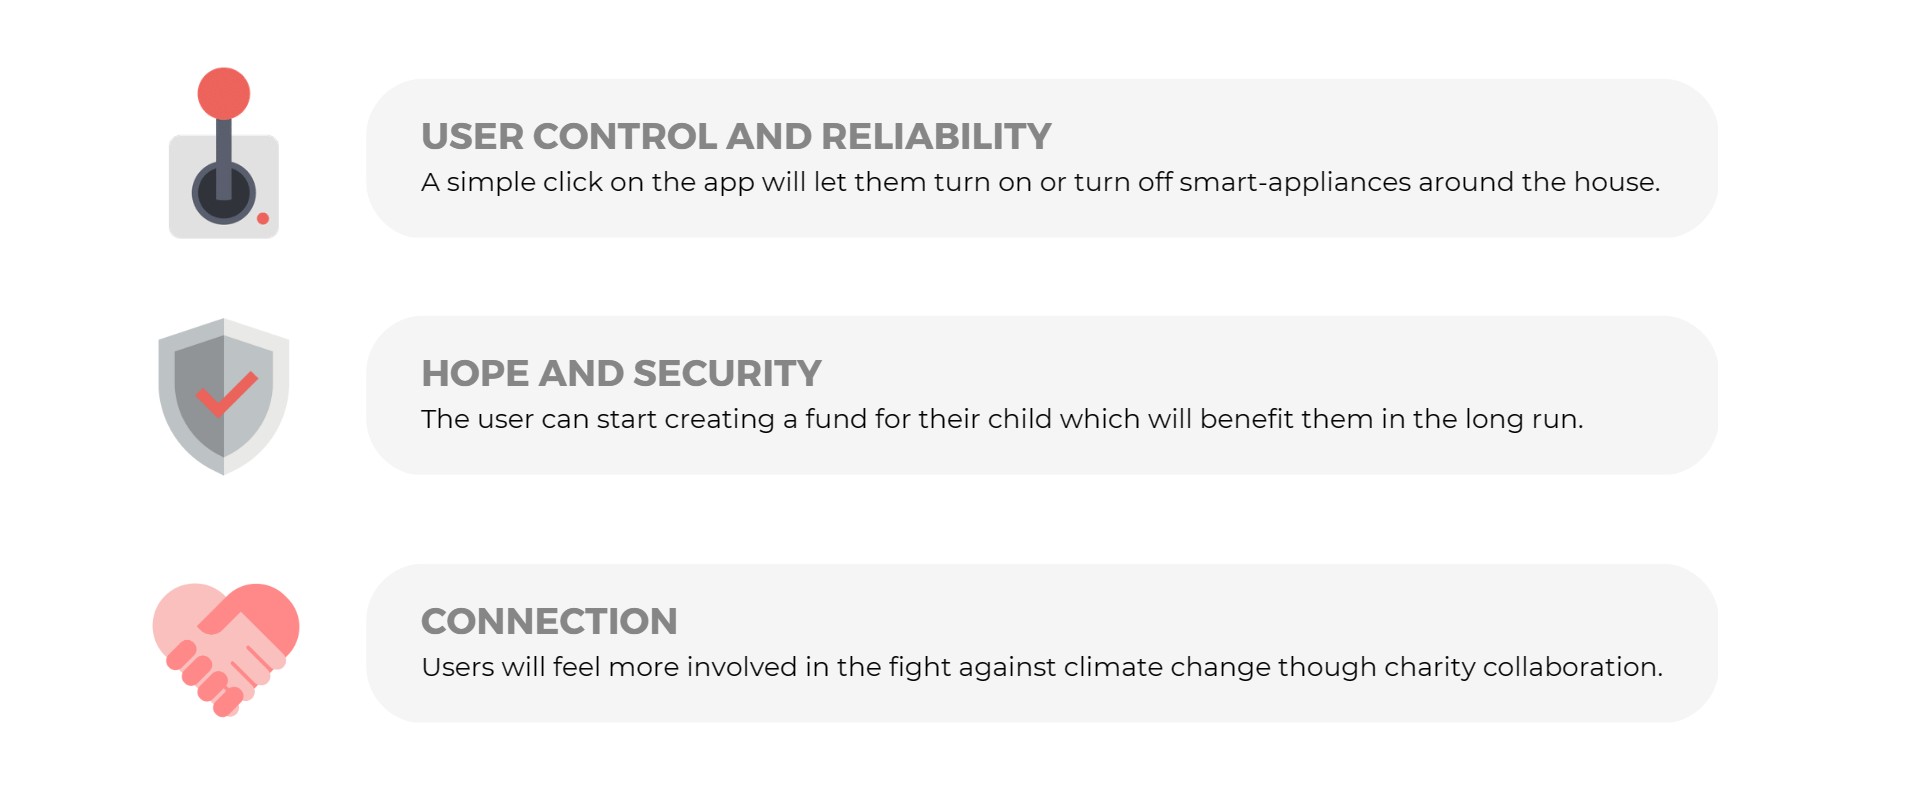 USER CONTROL AND RELIABILITY
A simple click on the app will let them turn on or turn off smart-appliances around the house.
HOPE AND SECURITY
The user can start creating a fund for their child which will benefit them in the long run.
CONNECTION
Users will feel more involved in the fight against climate change though charity collaboration.